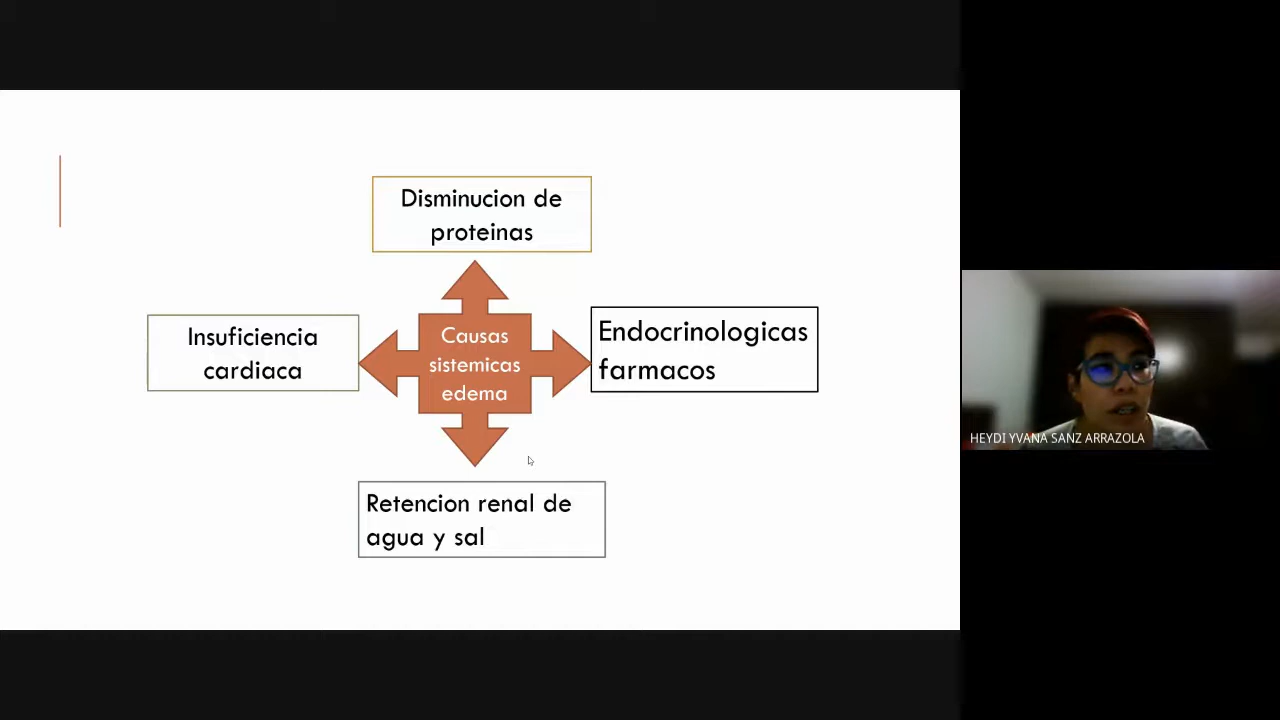 Disminucion de
proteinas
Insuficiencia
cardiaca
Causas
sistemicas
edema
Endocrinologicas
farmacos
Retencion renal de
agua y sal
HEYDI YVANA SANZ ARRAZOLA